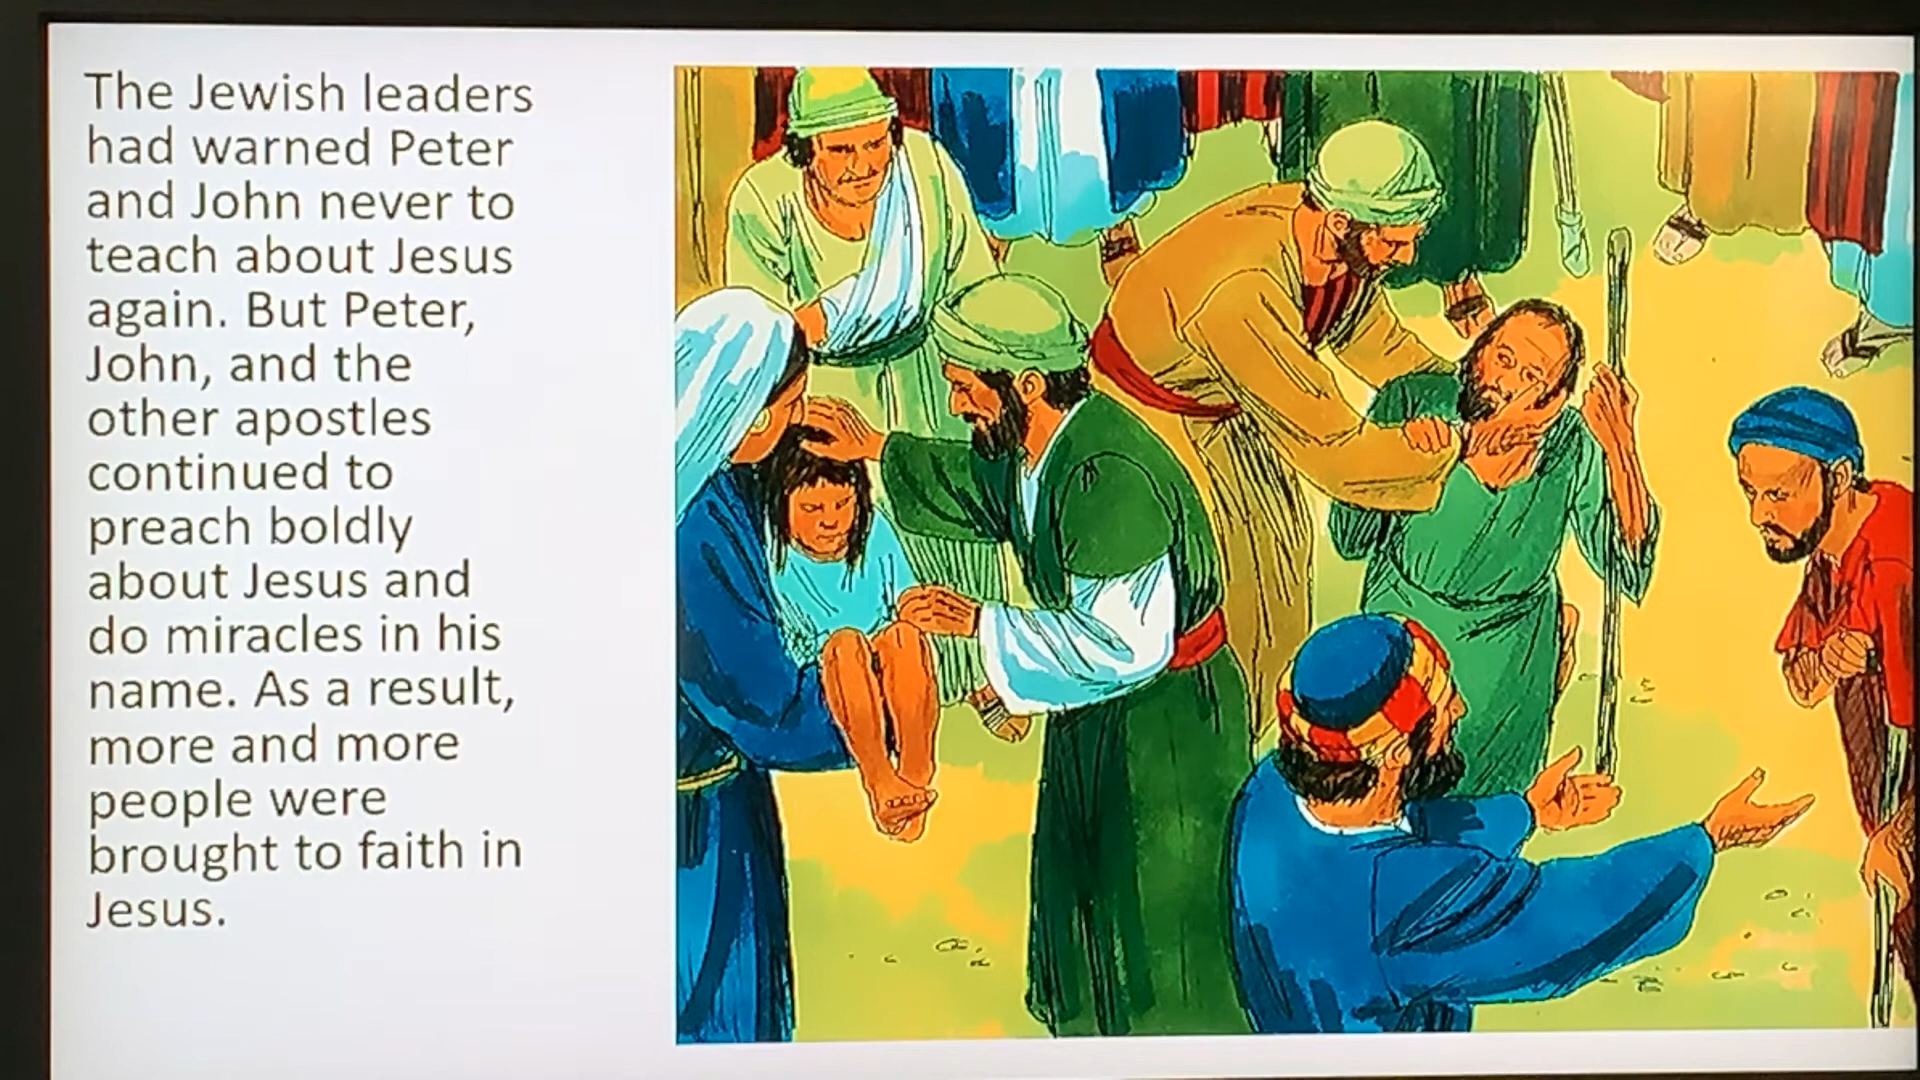 The Jewish leaders
had warned Peter
and John never to
teach about Jesus
again. But Peter,
John, and the
other apostles
continued to
preach boldly
about Jesus and
do miracles in his
name. As a result,
more and more
people were
brought to faith in
Jesus.